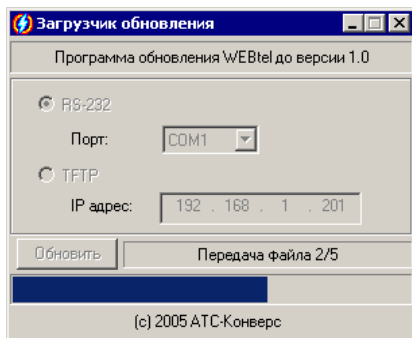 Загрузчик обновления
Программа обновления WEBtel до версии 1.0
RS-232
Порт: COM1
TFTP
IP адрес: 192 . 168 . 1 . 201
Обновить Передача файла 2/5
(c) 2005 АТС-Конверс